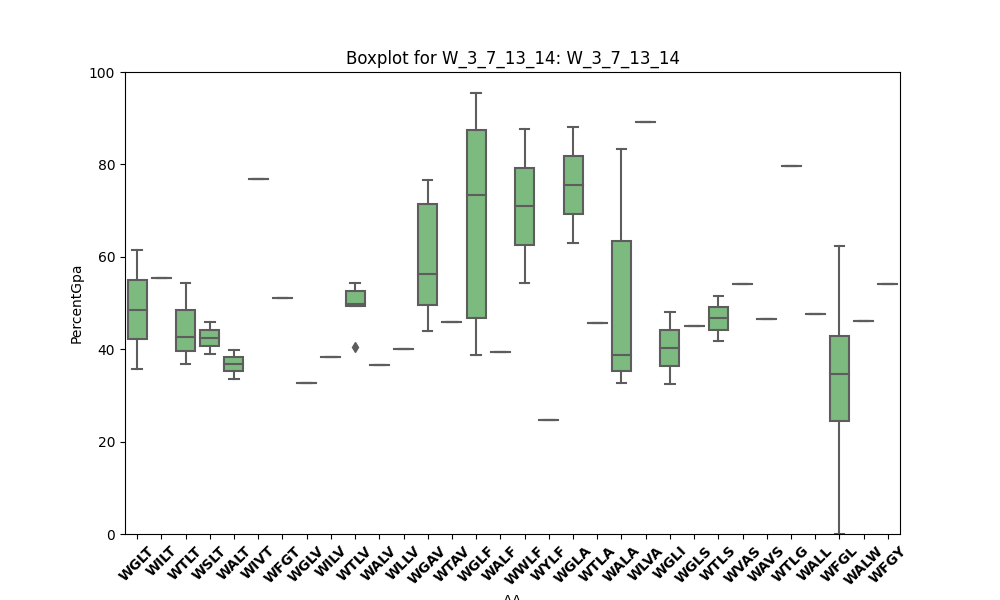 Boxplot for W_3_7_13_14: W_3_7_13_14
PercentGpa
100
80
60
40
20
0
WGLT WILT WTLT WSLT WALT WIVT WFGT WGLV WILV WTLV WALV WLLV WGAV WTAV WGLF WALF WWLF WYLF WGLA WTLA WALA WLVA WGLI WGLS WTLS WVAS WAVS WTLG WALL WFGL WALW WFGY
AA